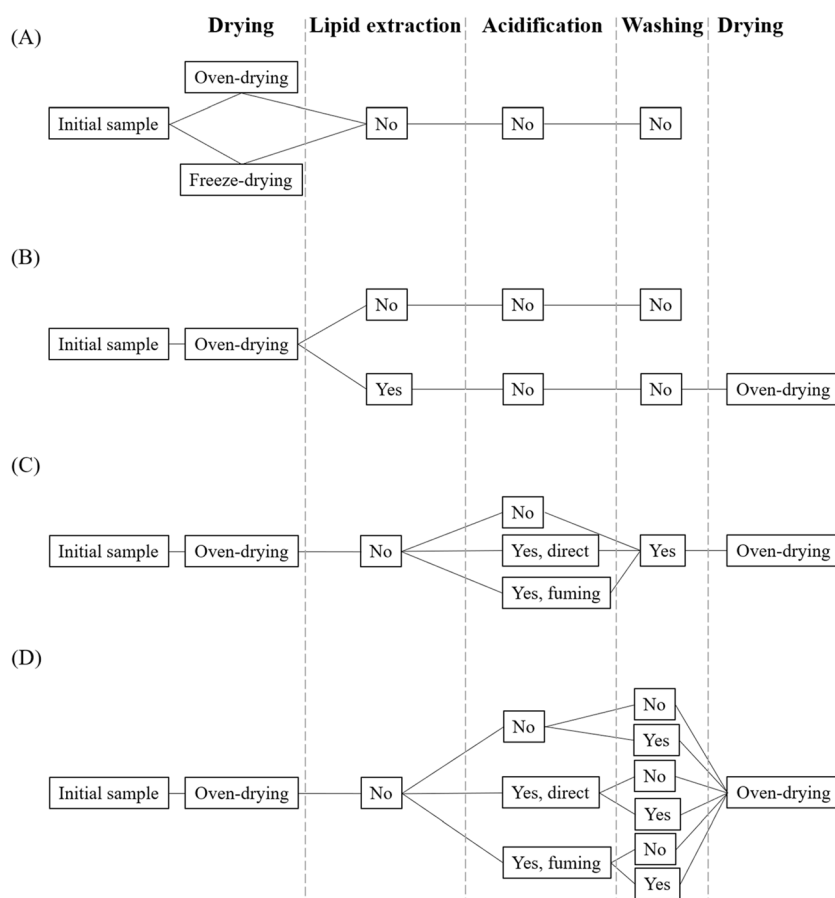 Drying Lipid extraction Acidification Washing Drying
(A)
Oven-drying
Initial sample No No No
Freeze-drying
(B)
No No No
Initial sample Oven-drying
Yes No No Oven-drying
(C)
No
Initial sample Oven-drying No Yes, direct Yes Oven-drying
Yes, fuming
(D)
No
No
Yes
No
Initial sample Oven-drying No Yes, direct Oven-drying
Yes
No
Yes, fuming
Yes